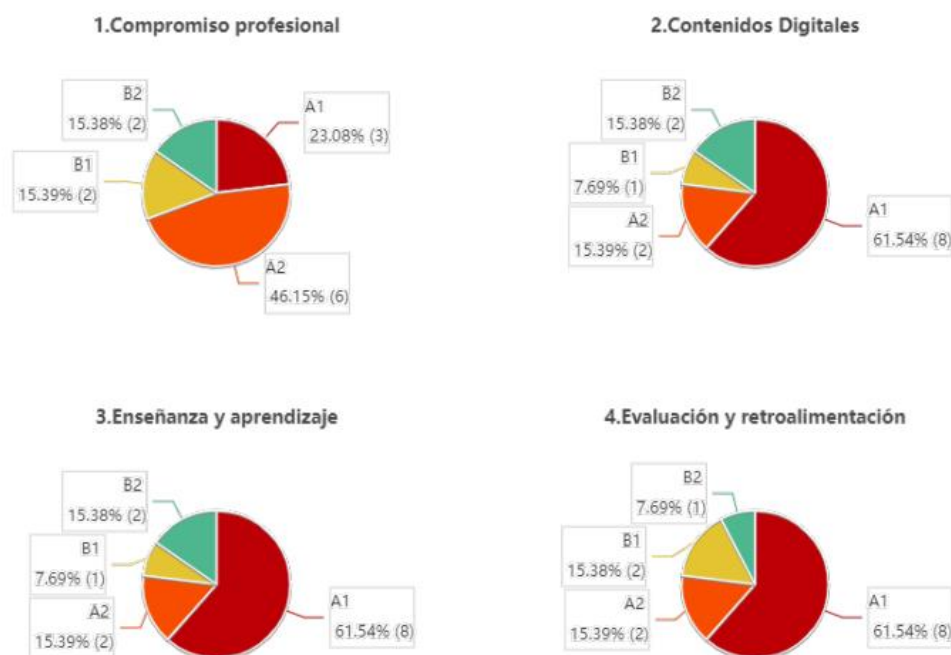 1.Compromiso profesional
B2
15.38% (2)
A1
23.08% (3)
B1
15.39% (2)
A2
46.15% (6)
2.Contenidos Digitales
B2
15.38% (2)
B1
7.69% (1)
A2
15.39% (2)
A1
61.54% (8)
3.Enseñanza y aprendizaje
B2
15.38% (2)
B1
7.69% (1)
A2
15.39% (2)
A1
61.54% (8)
4.Evaluación y retroalimentación
B2
7.69% (1)
B1
15.38% (2)
A2
15.39% (2)
A1
61.54% (8)